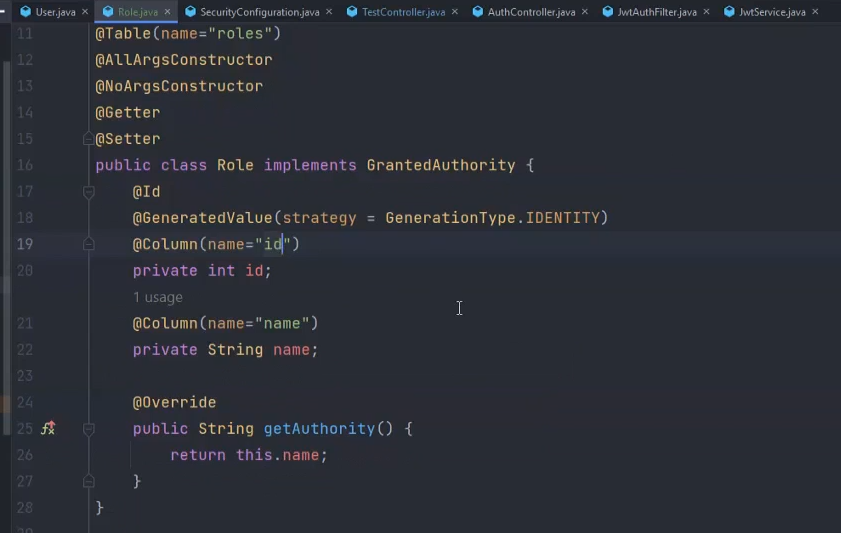 User.java × Role.java × SecurityConfiguration.java × TestController.java × AuthController.java × JwtAuthFilter.java × JwtService.java ×
11 @Table(name="roles")
12 @AllArgsConstructor
13 @NoArgsConstructor
14 @Getter
15 @Setter
16 public class Role implements GrantedAuthority {
17 @Id
18 @GeneratedValue(strategy = GenerationType.IDENTITY)
19 @Column(name="id")
20 private int id;
1 usage
21 @Column(name="name")
22 private String name;
23
24 @Override
25 public String getAuthority() {
26 return this.name;
27 }
28 }